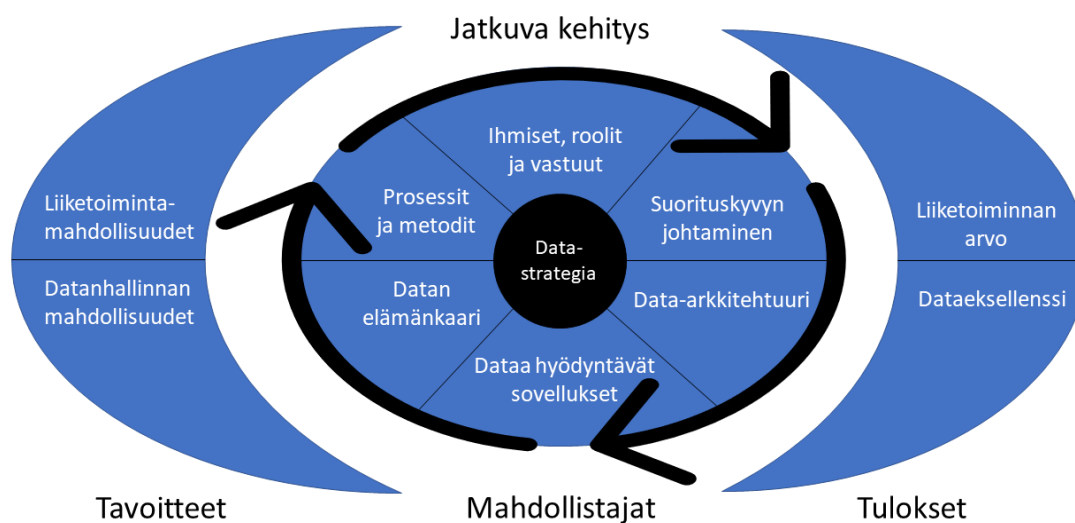 Jatkuva kehitys
Liiketoiminta-
mahdollisuudet
Datanhallinnan
mahdollisuudet
Ihmiset, roolit
ja vastuut
Prosessit
ja metodit
Suorituskyvyn
johtaminen
Data-
strategia
Datan
elämänkaari
Data-arkkitehtuuri
Dataa hyödyntävät
sovellukset
Liiketoiminnan
arvo
Dataeksellenssi
Tavoitteet
Mahdollistajat
Tulokset